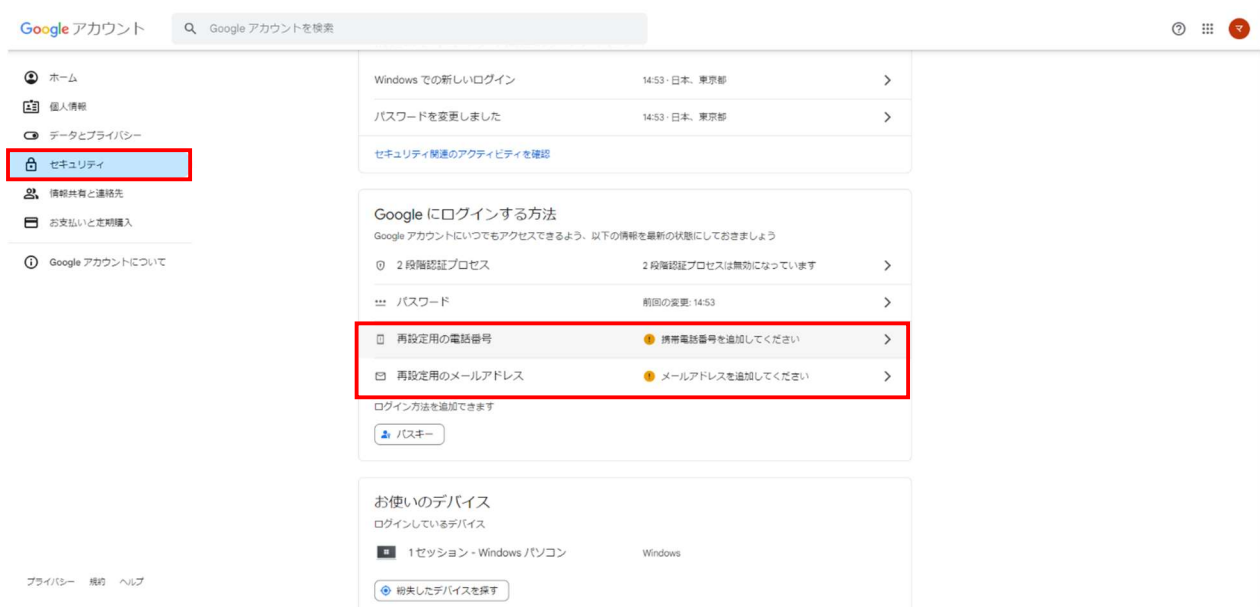 Google アカウント
Google アカウントを検索
マ
ホーム
個人情報
データとプライバシー
セキュリティ
情報共有と連絡先
お支払いと定期購入
Google アカウントについて
Windows での新しいログイン 14:53 · 日本、東京都
パスワードを変更しました 14:53 · 日本、東京都
セキュリティ関連のアクティビティを確認
Google にログインする方法
Google アカウントにいつでもアクセスできるよう、以下の情報を最新の状態にしておきましょう
2 段階認証プロセス 2 段階認証プロセスは無効になっています
パスワード 前回の変更: 14:53
再設定用の電話番号 携帯電話番号を追加してください
再設定用のメールアドレス メールアドレスを追加してください
ログイン方法を追加できます
パスキー
お使いのデバイス
ログインしているデバイス
1 セッション - Windows パソコン Windows
紛失したデバイスを探す
プライバシー 規約 ヘルプ